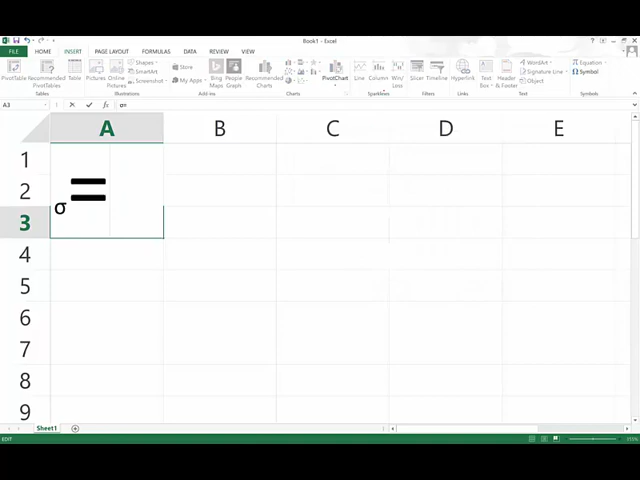 Book1 - Excel
FILE HOME INSERT PAGE LAYOUT FORMULAS DATA REVIEW VIEW
PivotTable Recommended PivotTables Table Pictures Online Shapes SmartArt Store My Apps Bing Maps People Graph Recommended Charts PivotChart Line Column Win/Loss Slicer Timeline Hyperlink Text Box Header & Footer WordArt Signature Line Object Equation Symbol
Tables Illustrations Add-ins Charts Sparklines Filters Links Text Symbols
A3 fx σ=
A B C D E
1
2
σ=
3
4
5
6
7
8
9
Sheet1
EDIT